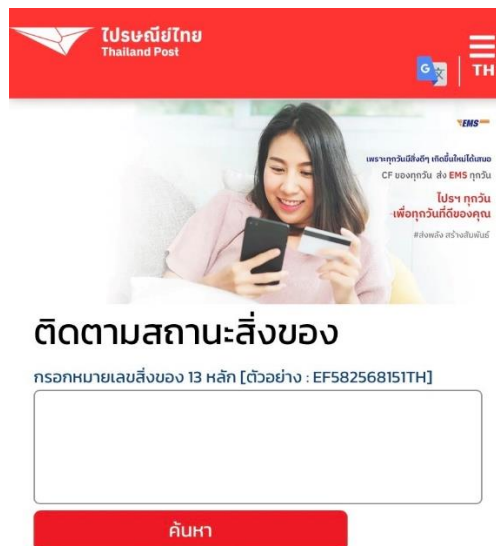 ไปรษณีย์ไทย
Thailand Post
G 文
TH
EMS
เพราะทุกวันมีสิ่งดีๆ เกิดขึ้นใหม่ได้เสมอ
CF ของทุกวัน ส่ง EMS ทุกวัน
ไปรฯ ทุกวัน
เพื่อทุกวันที่ดีของคุณ
#ส่งพลัง สร้างสัมพันธ์
ติดตามสถานะสิ่งของ
กรอกหมายเลขสิ่งของ 13 หลัก [ตัวอย่าง : EF582568151TH]
ค้นหา